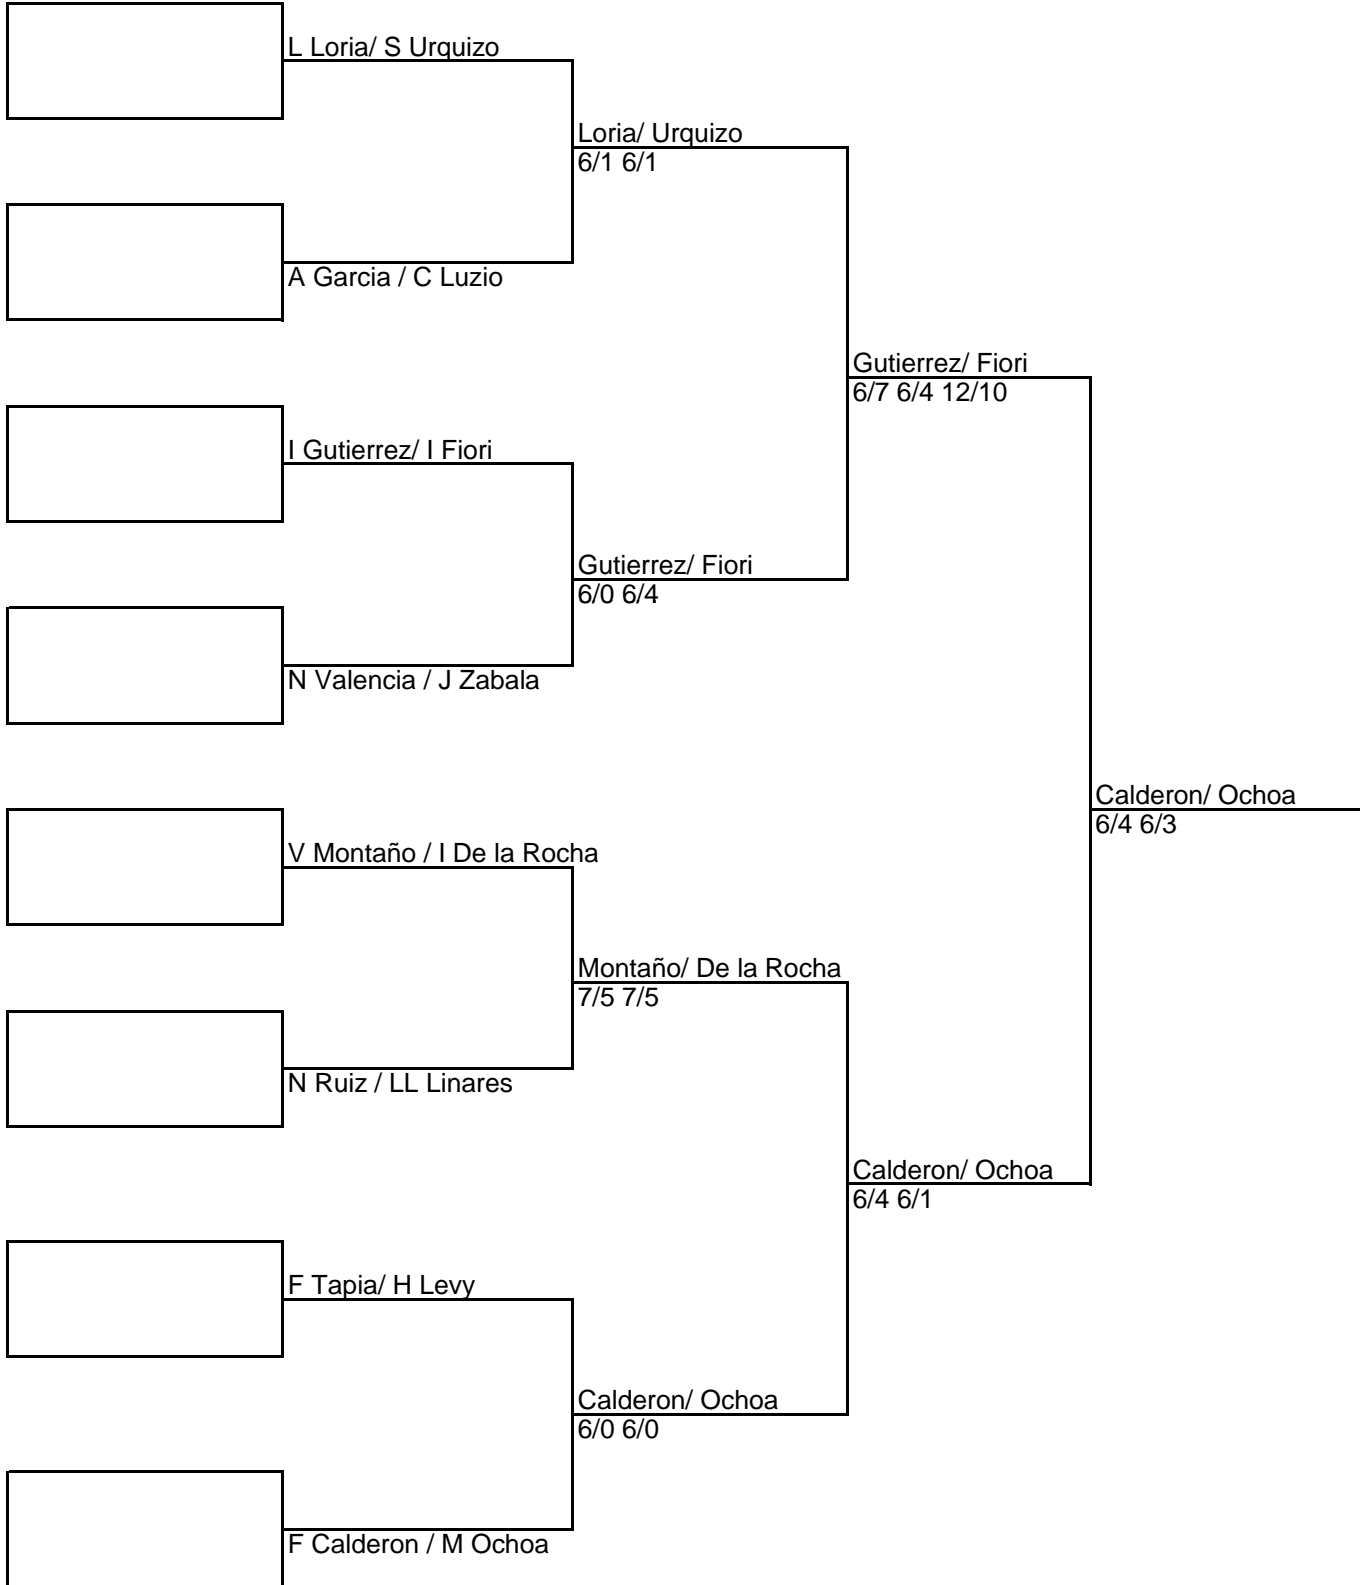 L Loria/ S Urquizo
Loria/ Urquizo
6/1 6/1
A Garcia / C Luzio
Gutierrez/ Fiori
6/7 6/4 12/10
I Gutierrez/ I Fiori
Gutierrez/ Fiori
6/0 6/4
N Valencia / J Zabala
Calderon/ Ochoa
6/4 6/3
V Montaño / I De la Rocha
Montaño/ De la Rocha
7/5 7/5
N Ruiz / LL Linares
Calderon/ Ochoa
6/4 6/1
F Tapia/ H Levy
Calderon/ Ochoa
6/0 6/0
F Calderon / M Ochoa